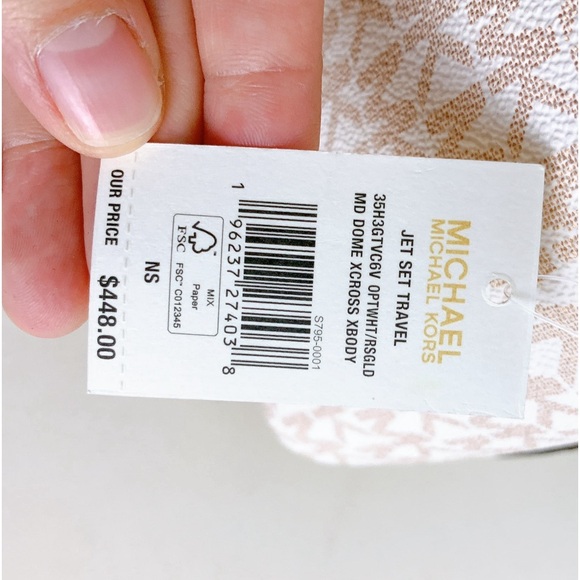 MICHAEL
MICHAEL KORS
JET SET TRAVEL
35H3GTVC6V OPTWHT/RSGLD
MD DOME XCROSS XBODY
S795-0001
1 96237 27403 8
FSC
MIX
Paper
FSC™ C012345
NS
OUR PRICE $448.00